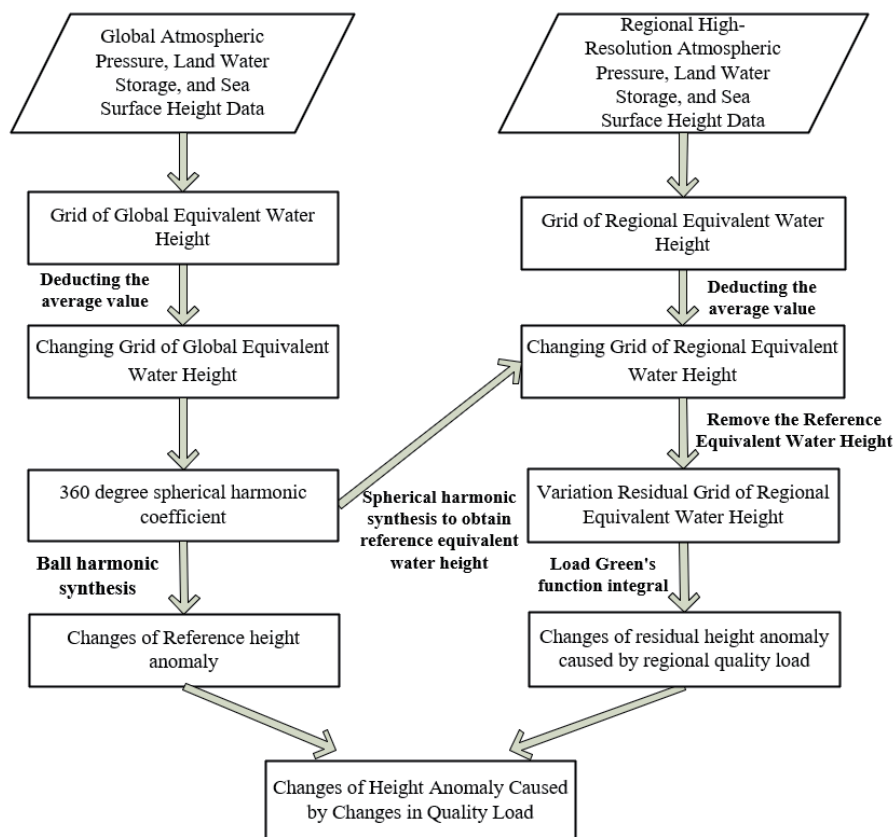 Global Atmospheric
Pressure, Land Water
Storage, and Sea
Surface Height Data
Grid of Global Equivalent Water
Height
Deducting the
average value
Changing Grid of Global Equivalent
Water Height
360 degree spherical harmonic
coefficient
Ball harmonic
synthesis
Changes of Reference height
anomaly
Regional High-
Resolution Atmospheric
Pressure, Land Water
Storage, and Sea
Surface Height Data
Grid of Regional Equivalent Water
Height
Deducting the
average value
Changing Grid of Regional Equivalent
Water Height
Remove the Reference
Equivalent Water Height
Spherical harmonic
synthesis to obtain
reference equivalent
water height
Variation Residual Grid of Regional
Equivalent Water Height
Load Green's
function integral
Changes of residual height anomaly
caused by regional quality load
Changes of Height Anomaly Caused
by Changes in Quality Load